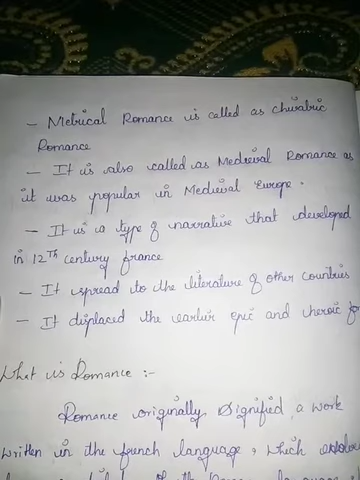 - Metrical Romance is called as chivalric
Romance
- It is also called as Medieval Romance as
it was popular in Medieval Europe.
- It is a type of narrative that developed
in 12th century france
- It spread to the literature of other countries
- It displaced the earlier epic and heroic
What is Romance :-
Romance originally signified a work
written in the french language, which